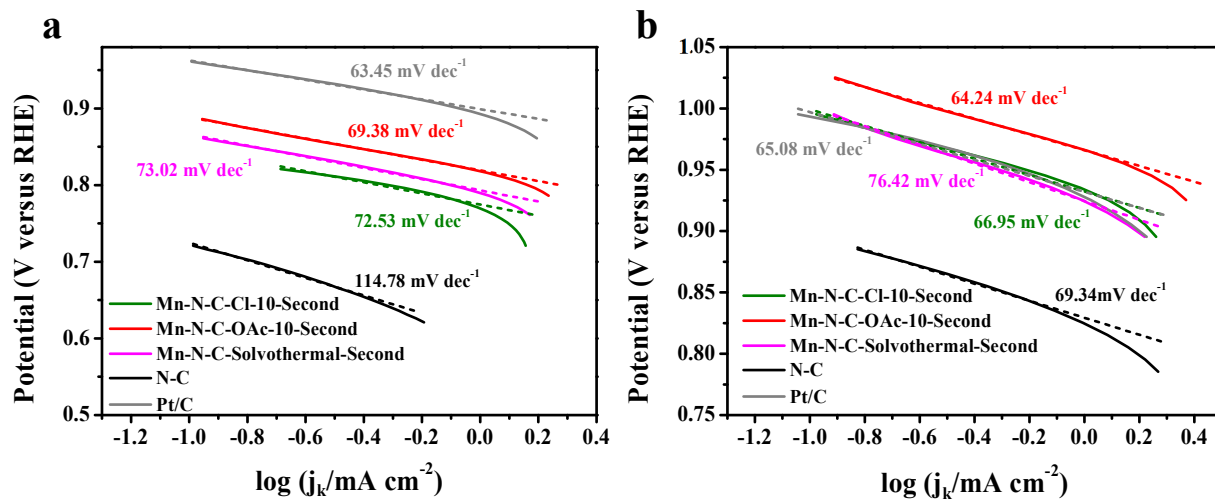 a
Potential (V versus RHE)
0.9
0.8
0.7
0.6
0.5
63.45 mV dec⁻¹
69.38 mV dec⁻¹
73.02 mV dec⁻¹
72.53 mV dec⁻¹
114.78 mV dec⁻¹
Mn-N-C-Cl-10-Second
Mn-N-C-OAc-10-Second
Mn-N-C-Solvothermal-Second
N-C
Pt/C
-1.2 -1.0 -0.8 -0.6 -0.4 -0.2 0.0 0.2 0.4
log (jₖ/mA cm⁻²)
b
Potential (V versus RHE)
1.05
1.00
0.95
0.90
0.85
0.80
0.75
64.24 mV dec⁻¹
65.08 mV dec⁻¹
76.42 mV dec⁻¹
66.95 mV dec⁻¹
69.34mV dec⁻¹
Mn-N-C-Cl-10-Second
Mn-N-C-OAc-10-Second
Mn-N-C-Solvothermal-Second
N-C
Pt/C
-1.2 -1.0 -0.8 -0.6 -0.4 -0.2 0.0 0.2 0.4
log (jₖ/mA cm⁻²)